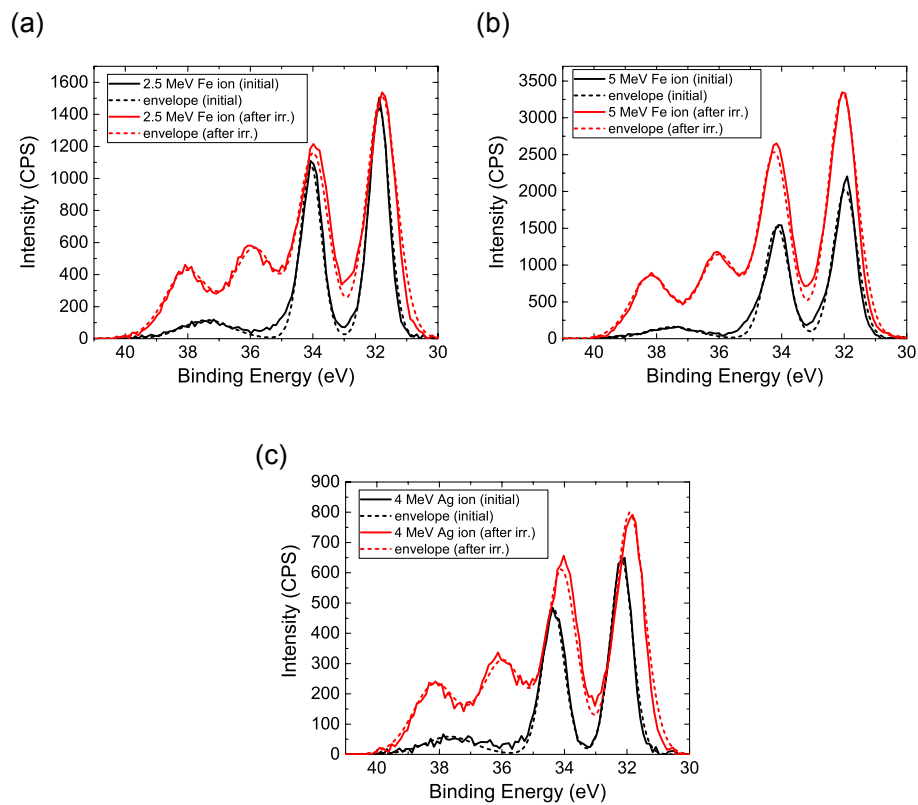 (a)
2.5 MeV Fe ion (initial)
envelope (initial)
2.5 MeV Fe ion (after irr.)
envelope (after irr.)
1600
1400
1200
1000
800
600
400
200
0
Intensity (CPS)
40 38 36 34 32 30
Binding Energy (eV)
(b)
5 MeV Fe ion (initial)
envelope (initial)
5 MeV Fe ion (after irr.)
envelope (after irr.)
3500
3000
2500
2000
1500
1000
500
0
Intensity (CPS)
40 38 36 34 32 30
Binding Energy (eV)
(c)
4 MeV Ag ion (initial)
envelope (initial)
4 MeV Ag ion (after irr.)
envelope (after irr.)
900
800
700
600
500
400
300
200
100
0
Intensity (CPS)
40 38 36 34 32 30
Binding Energy (eV)